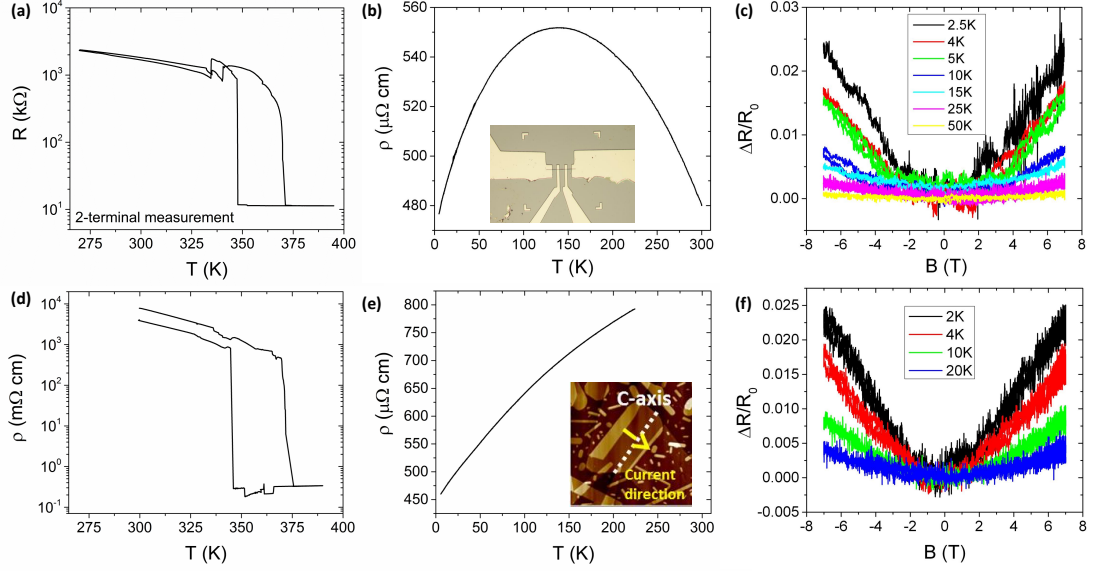 (a)
10⁴
10³
10²
10¹
R (kΩ)
2-terminal measurement
275 300 325 350 375 400
T (K)
(b)
560
540
520
500
480
ρ (μΩ cm)
0 50 100 150 200 250 300
T (K)
(c)
0.03
0.02
0.01
0.00
ΔR/R₀
2.5K
4K
5K
10K
15K
25K
50K
-8 -6 -4 -2 0 2 4 6 8
B (T)
(d)
10⁴
10³
10²
10¹
10⁰
10⁻¹
ρ (mΩ cm)
275 300 325 350 375 400
T (K)
(e)
800
750
700
650
600
550
500
450
ρ (μΩ cm)
C-axis
Current
direction
0 50 100 150 200 250 300
T (K)
(f)
0.025
0.020
0.015
0.010
0.005
0.000
-0.005
ΔR/R₀
2K
4K
10K
20K
-8 -6 -4 -2 0 2 4 6 8
B (T)